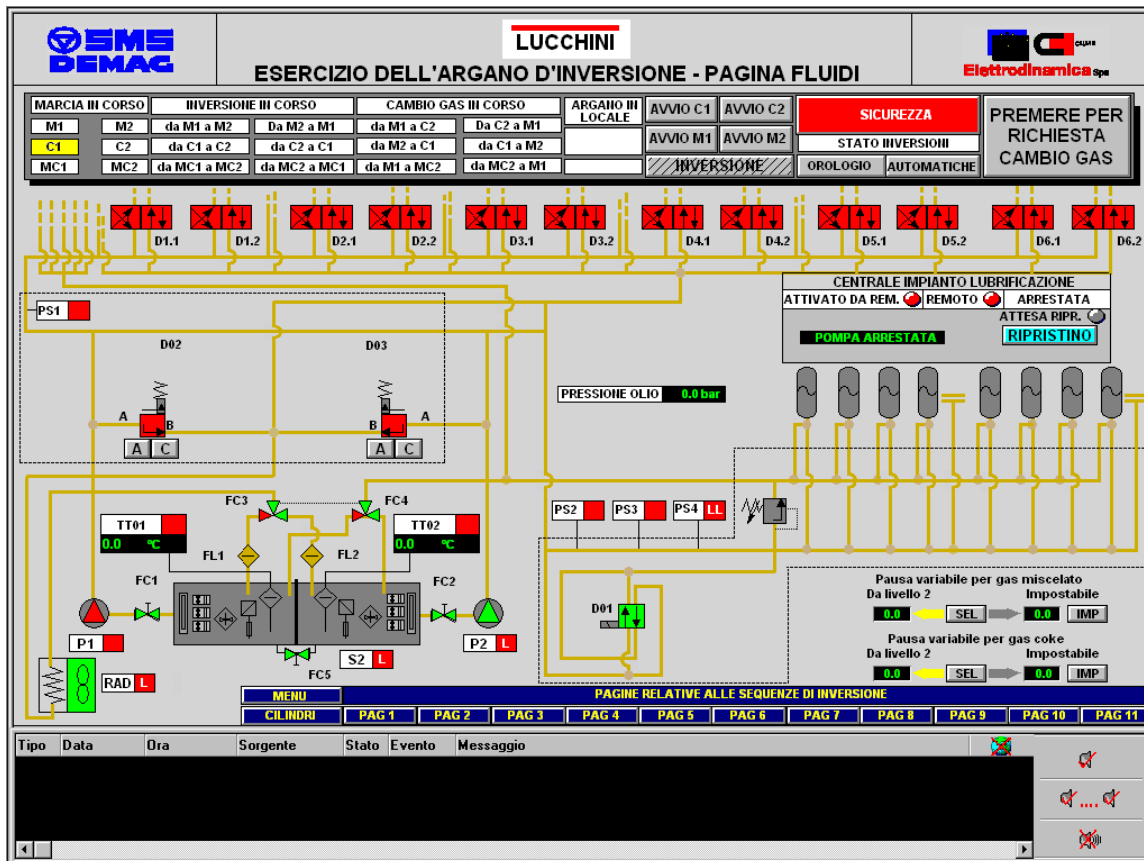 SMS
DEMAG
LUCCHINI
ESERCIZIO DELL'ARGANO D'INVERSIONE - PAGINA FLUIDI
Elettrodinamica Spa
MARCIA IN CORSO
INVERSIONE IN CORSO
CAMBIO GAS IN CORSO
ARGANO IN
LOCALE
M1 M2 da M1 a M2 Da M2 a M1 da M1 a C2 Da C2 a M1
C1 C2 da C1 a C2 da C2 a C1 da M2 a C1 da C1 a M2
MC1 MC2 da MC1 a MC2 da MC2 a MC1 da M1 a MC2 da MC2 a M1
AVVIO C1 AVVIO C2
AVVIO M1 AVVIO M2
INVERSIONE
SICUREZZA
STATO INVERSIONI
OROLOGIO AUTOMATICHE
PREMERE PER
RICHIESTA
CAMBIO GAS
D1.1 D1.2 D2.1 D2.2 D3.1 D3.2 D4.1 D4.2 D5.1 D5.2 D6.1 D6.2
CENTRALE IMPIANTO LUBRIFICAZIONE
ATTIVATO DA REM. REMOTO ARRESTATA
ATTESA RIPR.
POMPA ARRESTATA RIPRISTINO
PS1
D02 D03
A B B A
A C A C
PRESSIONE OLIO 0.0 bar
FC3 FC4
TT01 TT02
0.0 ºC 0.0 ºC
FL1 FL2
FC1 FC2
P1 P2 L
S2 L
FC5
RAD L
PS2 PS3 PS4 LL
D01
Pausa variabile per gas miscelato
Da livello 2 Impostabile
0.0 SEL 0.0 IMP
Pausa variabile per gas coke
Da livello 2 Impostabile
0.0 SEL 0.0 IMP
MENU PAGINE RELATIVE ALLE SEQUENZE DI INVERSIONE
CILINDRI PAG 1 PAG 2 PAG 3 PAG 4 PAG 5 PAG 6 PAG 7 PAG 8 PAG 9 PAG 10 PAG 11
Tipo Data Ora Sorgente Stato Evento Messaggio